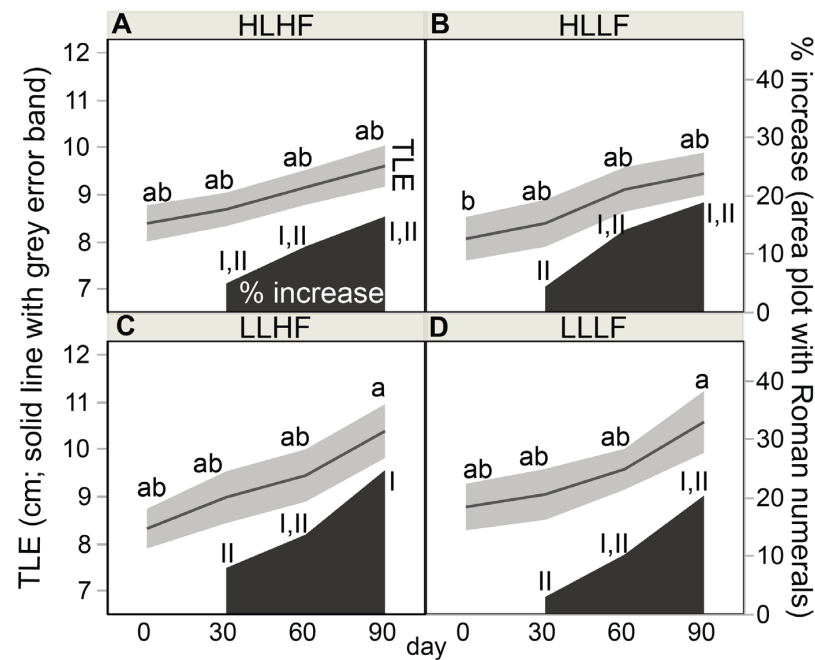 A HLHF
B HLLF
TLE (cm; solid line with grey error band)
% increase (area plot with Roman numerals)
12
11
10
9
8
7
ab
ab
ab
ab
TLE
I,II
I,II
I,II
% increase
b
ab
ab
ab
II
I,II
I,II
40
30
20
10
0
C LLHF
D LLLF
12
11
10
9
8
7
ab
ab
ab
a
II
I,II
I
ab
ab
ab
a
II
I,II
I,II
40
30
20
10
0
0 30 60 90 day 0 30 60 90